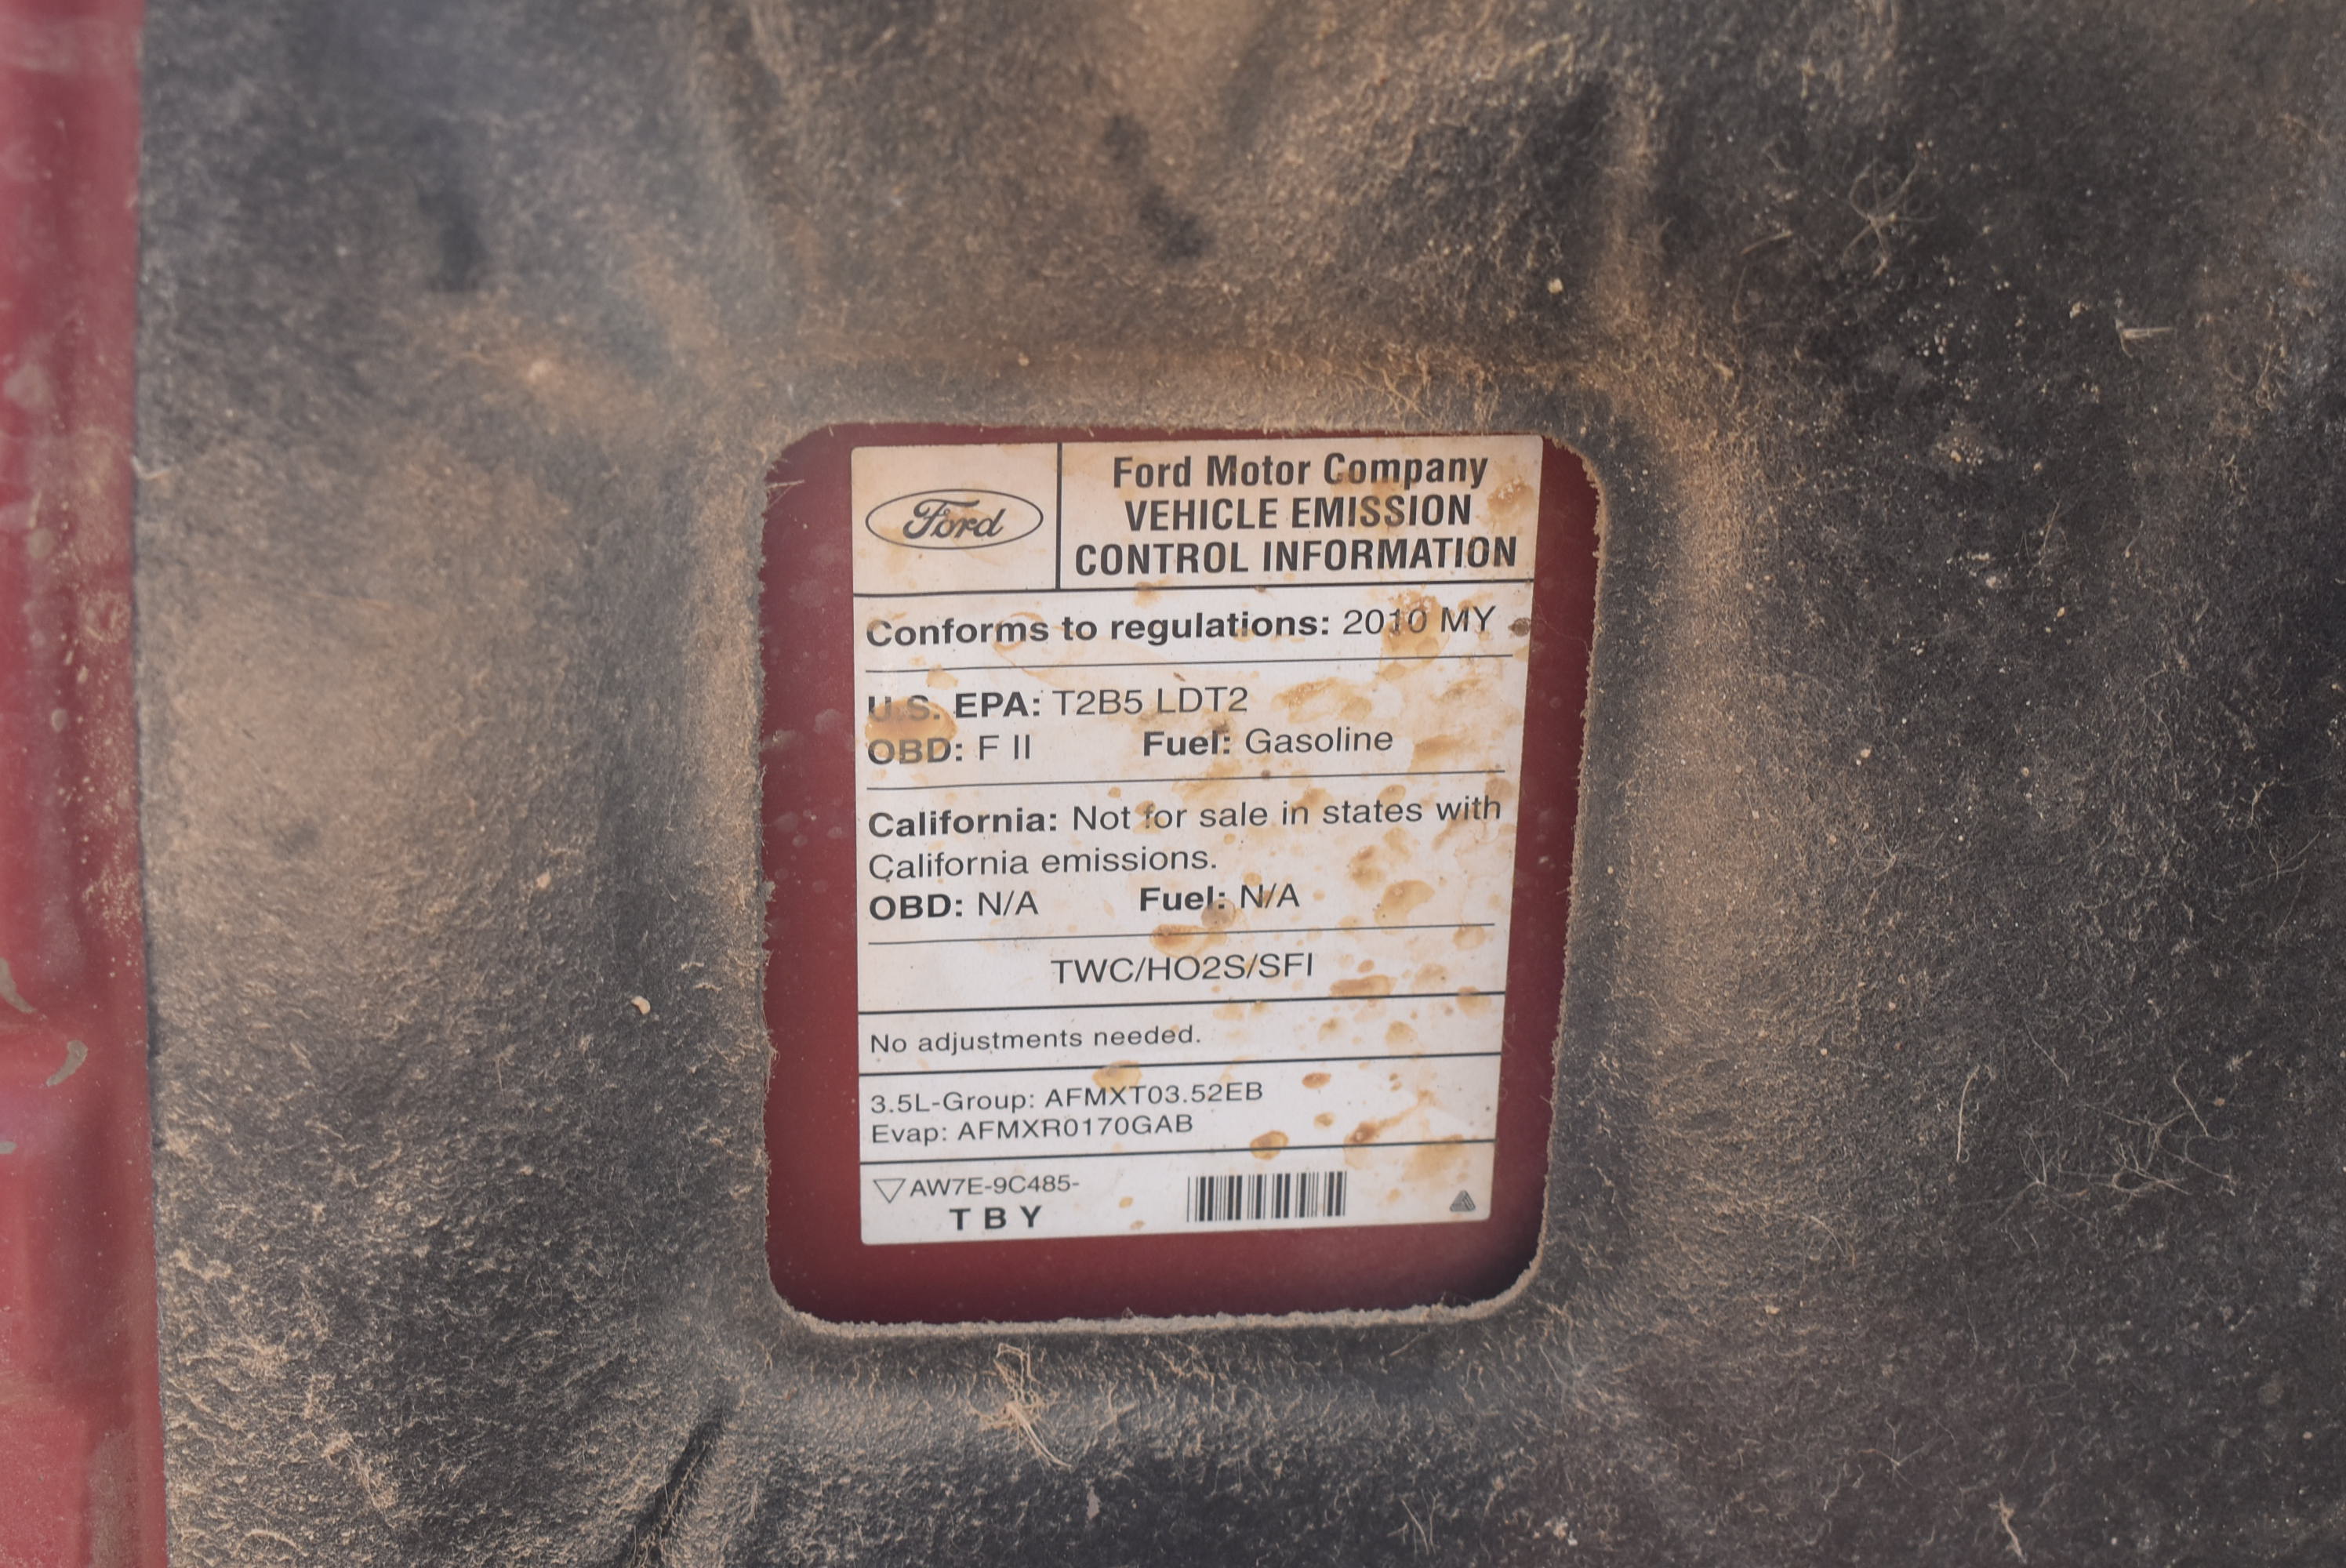 Ford
Ford Motor Company
VEHICLE EMISSION
CONTROL INFORMATION
Conforms to regulations: 2010 MY
U.S. EPA: T2B5 LDT2
OBD: F II Fuel: Gasoline
California: Not for sale in states with
California emissions.
OBD: N/A Fuel: N/A
TWC/HO2S/SFI
No adjustments needed.
3.5L-Group: AFMXT03.52EB
Evap: AFMXR0170GAB
AW7E-9C485-
T B Y